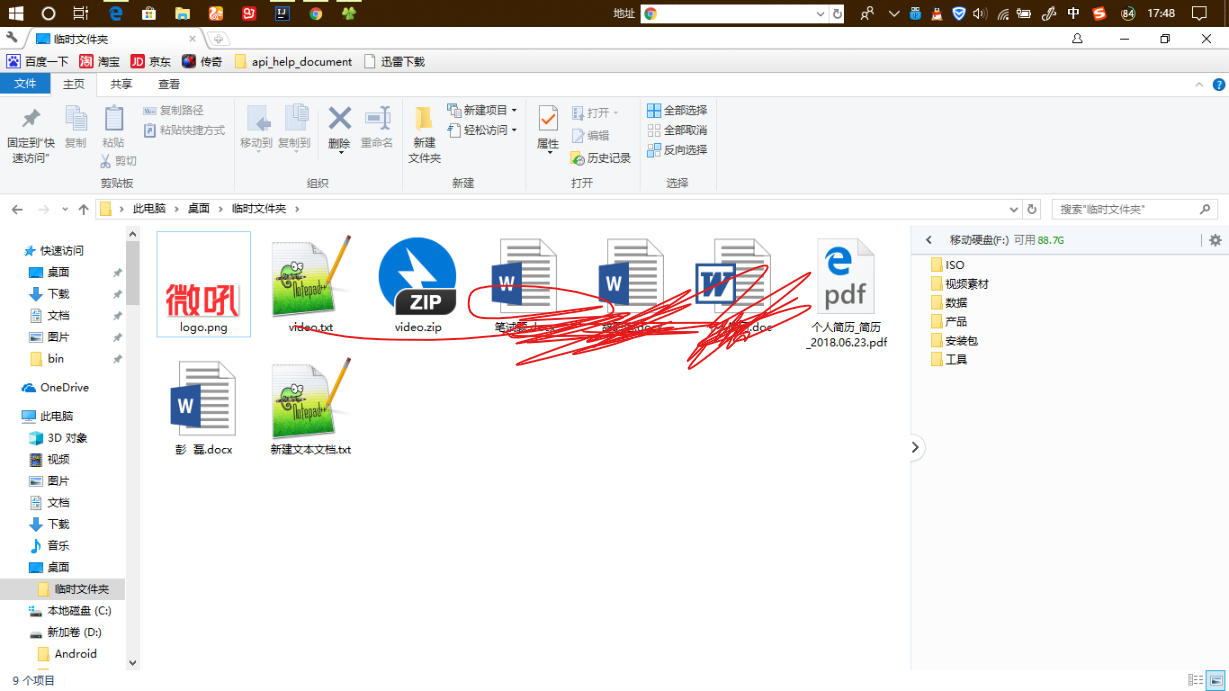 地址
中
84
17:48
临时文件夹
百度一下
淘 淘宝
JD 京东
传奇
api_help_document
迅雷下载
文件
主页
共享
查看
固定到"快
速访问"
复制
粘贴
复制路径
粘贴快捷方式
剪切
剪贴板
移动到
复制到
删除
重命名
组织
新建
文件夹
新建项目
轻松访问
新建
属性
打开
编辑
历史记录
打开
全部选择
全部取消
反向选择
选择
此电脑
桌面
临时文件夹
搜索"临时文件夹"
快速访问
桌面
下载
文档
图片
bin
OneDrive
此电脑
3D 对象
视频
图片
文档
下载
音乐
桌面
临时文件夹
本地磁盘 (C:)
新加卷 (D:)
Android
微吼
logo.png
Notepad++
video.txt
ZIP
video.zip
W
W
W
pdf
个人简历_简历
_2018.06.23.pdf
W
彭 磊.docx
Notepad++
新建文本文档.txt
移动硬盘(F:) 可用 88.7G
ISO
视频素材
数据
产品
安装包
工具
9 个项目